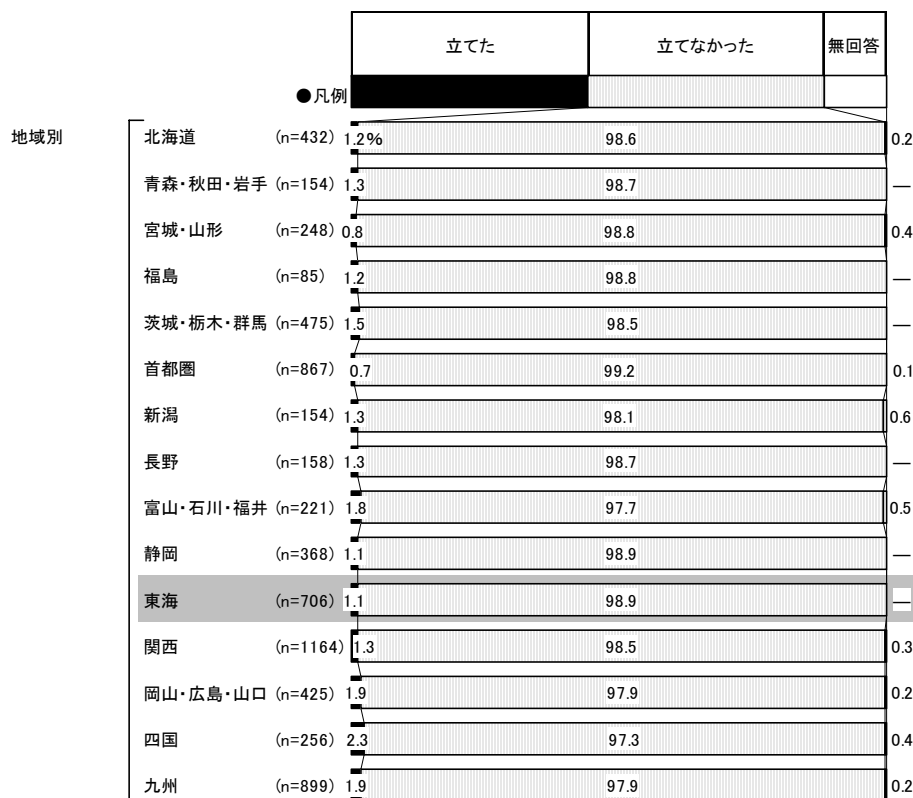 立てた 立てなかった 無回答
●凡例
地域別 北海道 (n=432) 1.2% 98.6 0.2
青森・秋田・岩手 (n=154) 1.3 98.7 —
宮城・山形 (n=248) 0.8 98.8 0.4
福島 (n=85) 1.2 98.8 —
茨城・栃木・群馬 (n=475) 1.5 98.5 —
首都圏 (n=867) 0.7 99.2 0.1
新潟 (n=154) 1.3 98.1 0.6
長野 (n=158) 1.3 98.7 —
富山・石川・福井 (n=221) 1.8 97.7 0.5
静岡 (n=368) 1.1 98.9 —
東海 (n=706) 1.1 98.9 —
関西 (n=1164) 1.3 98.5 0.3
岡山・広島・山口 (n=425) 1.9 97.9 0.2
四国 (n=256) 2.3 97.3 0.4
九州 (n=899) 1.9 97.9 0.2